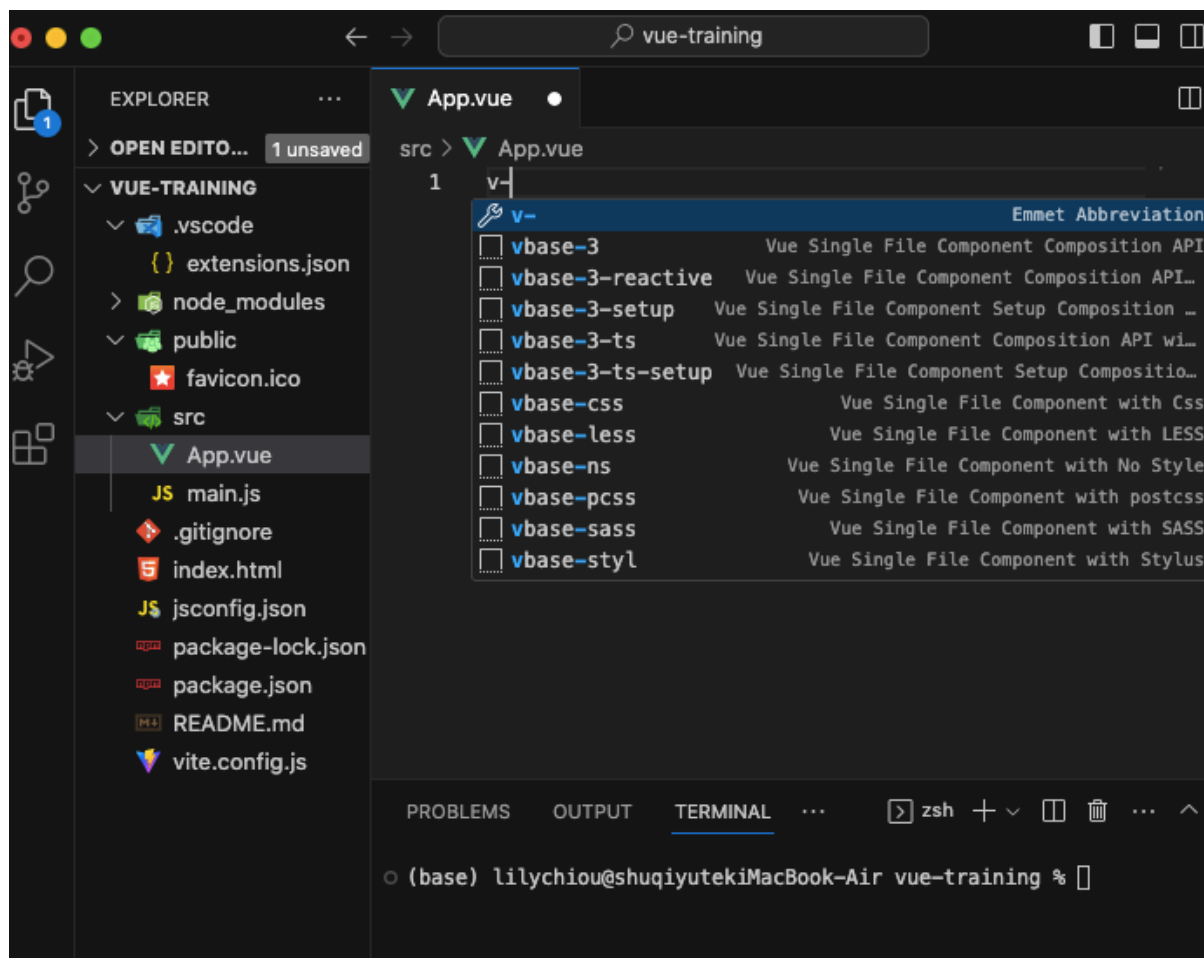 vue-training
EXPLORER ···
OPEN EDITO... 1 unsaved
VUE-TRAINING
.vscode
{ } extensions.json
node_modules
public
favicon.ico
src
App.vue
JS main.js
.gitignore
index.html
JS jsconfig.json
package-lock.json
package.json
README.md
vite.config.js
1
App.vue
src > App.vue
1 v-
v- Emmet Abbreviation
vbase-3 Vue Single File Component Composition API
vbase-3-reactive Vue Single File Component Composition API…
vbase-3-setup Vue Single File Component Setup Composition …
vbase-3-ts Vue Single File Component Composition API wi…
vbase-3-ts-setup Vue Single File Component Setup Compositio…
vbase-css Vue Single File Component with Css
vbase-less Vue Single File Component with LESS
vbase-ns Vue Single File Component with No Style
vbase-pcss Vue Single File Component with postcss
vbase-sass Vue Single File Component with SASS
vbase-styl Vue Single File Component with Stylus
PROBLEMS OUTPUT TERMINAL ··· zsh ···
(base) lilychiou@shuqiyutekiMacBook-Air vue-training %